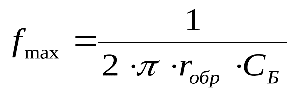 f_max = 1 / (2 · π · r_обр · C_Б)